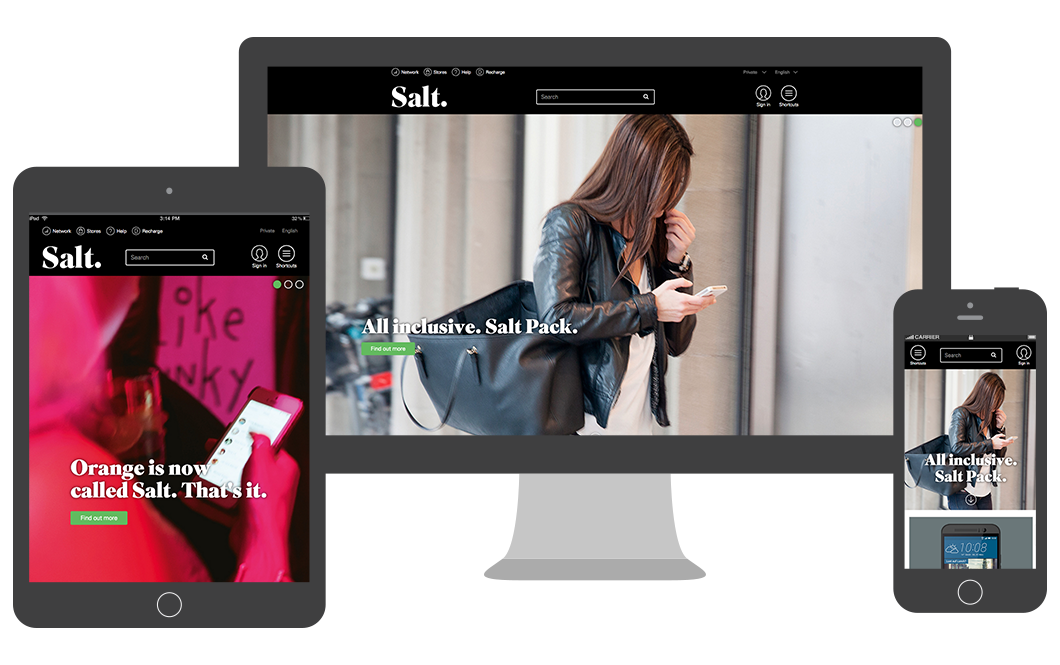 Network Stores Help Recharge
Private English
Salt.
Search
Sign in Shortcuts
All inclusive. Salt Pack.
Find out more
iPad 3:14 PM 32%
Network Stores Help Recharge
Private English
Salt.
Search
Sign in Shortcuts
oke
Like
nky
Orange is now
called Salt. That's it.
Find out more
CARRIER
Shortcuts Search Sign in
All inclusive.
Salt Pack.
10:08